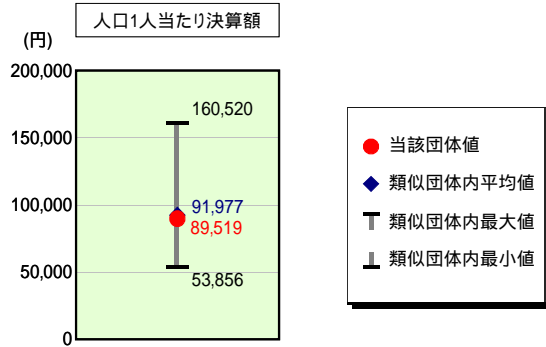 人口1人当たり決算額
(円)
200,000
150,000
100,000
50,000
0
160,520
91,977
89,519
53,856
当該団体値
類似団体内平均値
類似団体内最大値
類似団体内最小値